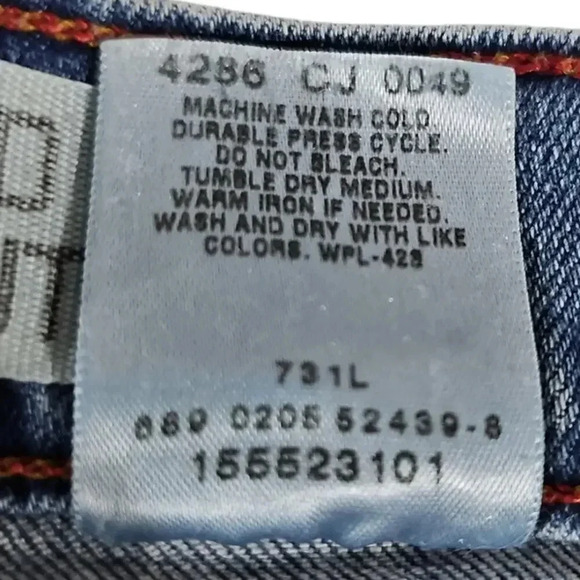 4286 CJ 0049
MACHINE WASH COLD.
DURABLE PRESS CYCLE.
DO NOT BLEACH.
TUMBLE DRY MEDIUM.
WARM IRON IF NEEDED.
WASH AND DRY WITH LIKE
COLORS. WPL-423
731L
0205 52439-8
155523101